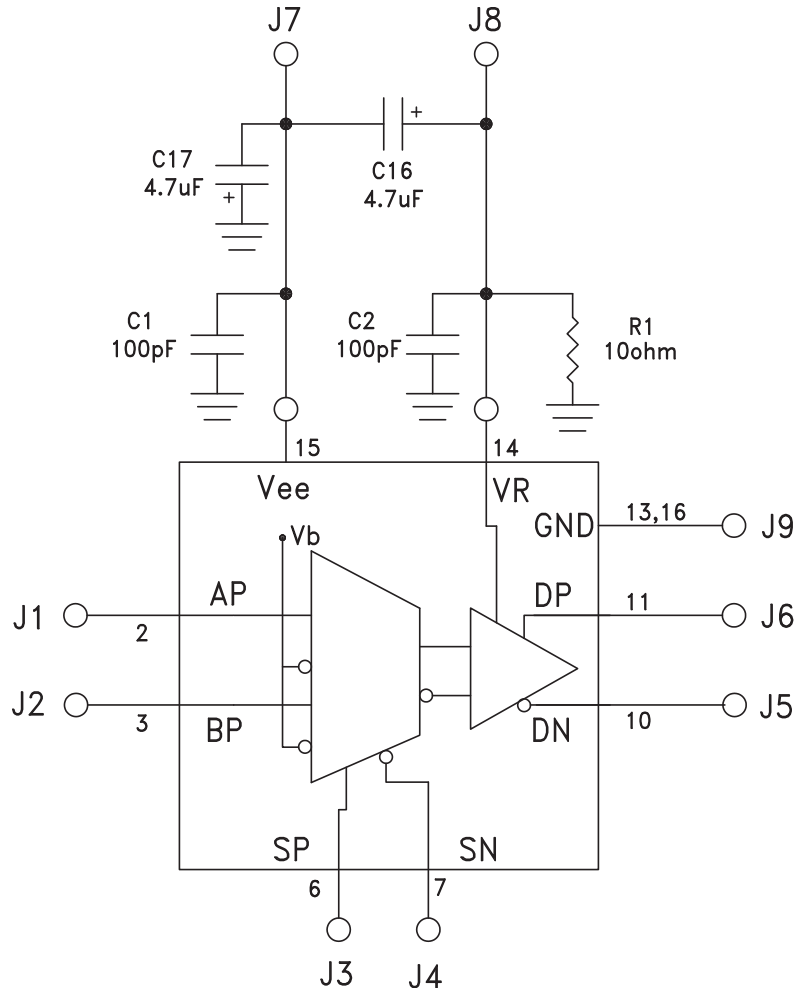 J7
J8
+
C17
4.7uF
+
C16
4.7uF
C1
100pF
C2
100pF
R1
10ohm
15
14
Vee
VR
GND
13,16
J9
Vb
J1
AP
2
DP
11
J6
J2
3
BP
DN
10
J5
SP
SN
6
7
J3
J4